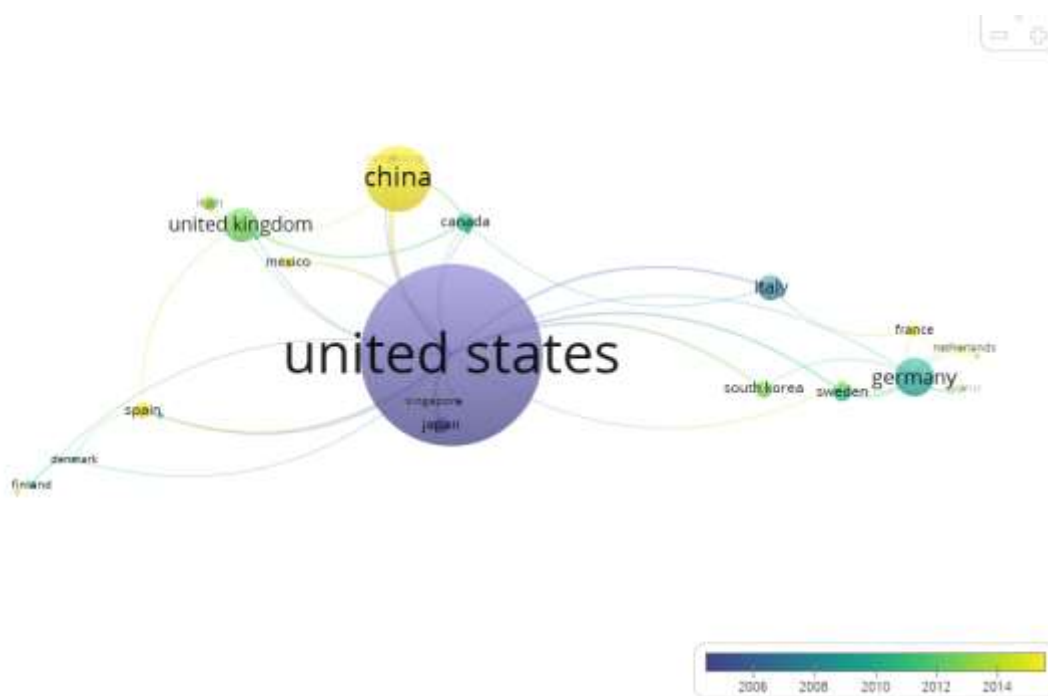 china
canada
united kingdom
mexico
italy
france
netherlands
united states
germany
south korea
sweden
singapore
spain
japan
denmark
finland
2006
2008
2010
2012
2014